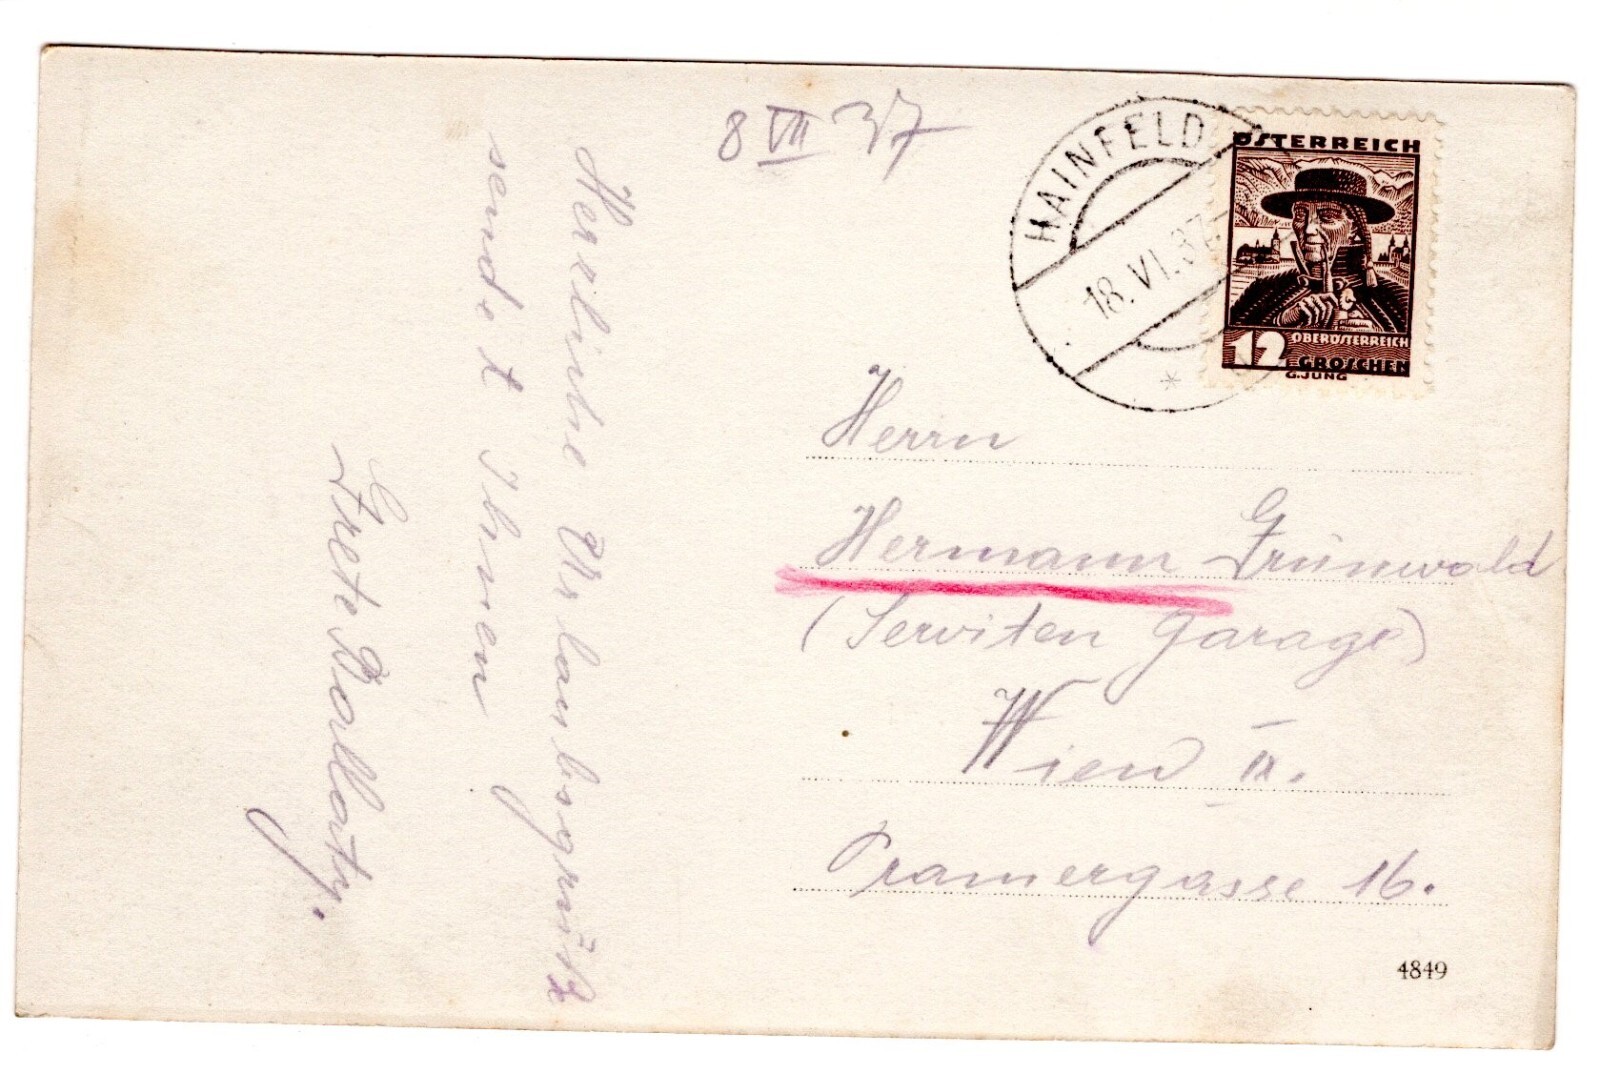 8 VII 37
HAINFELD
18. VI. 37
ÖSTERREICH
12 OBERÖSTERREICH
GROSCHEN
G. JUNG
Herzliche Urlaubsgrüße
sendet Ihnen
Grete
Herrn
Hermann Grünwald
(Serviten Garage)
Wien IX.
Pramergasse 16.
4849